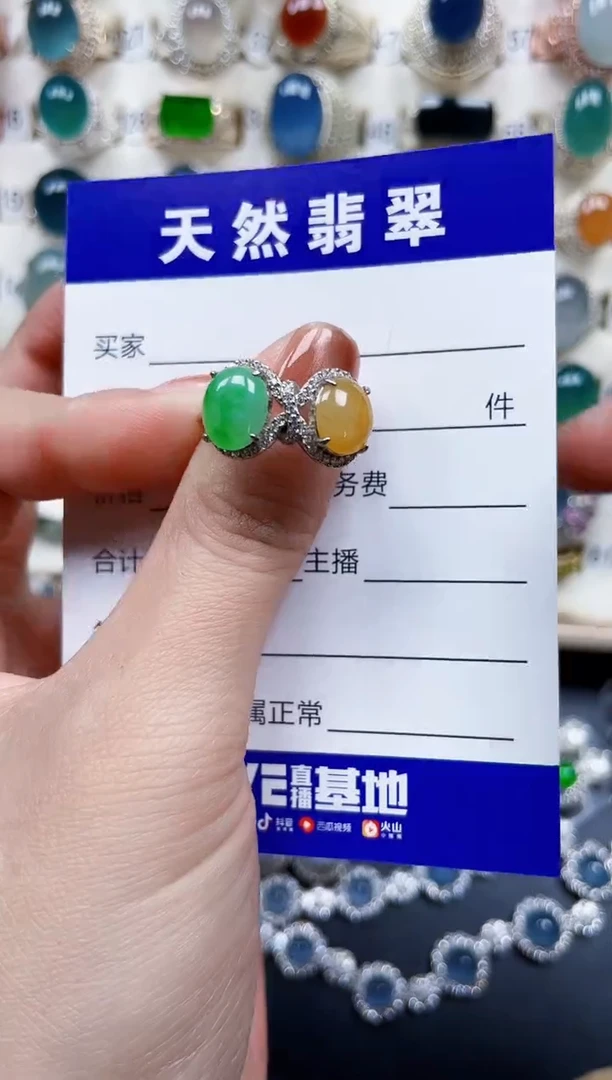 天然翡翠
买家
件
务费
合计 主播
属正常
直播基地
抖音 西瓜视频 火山